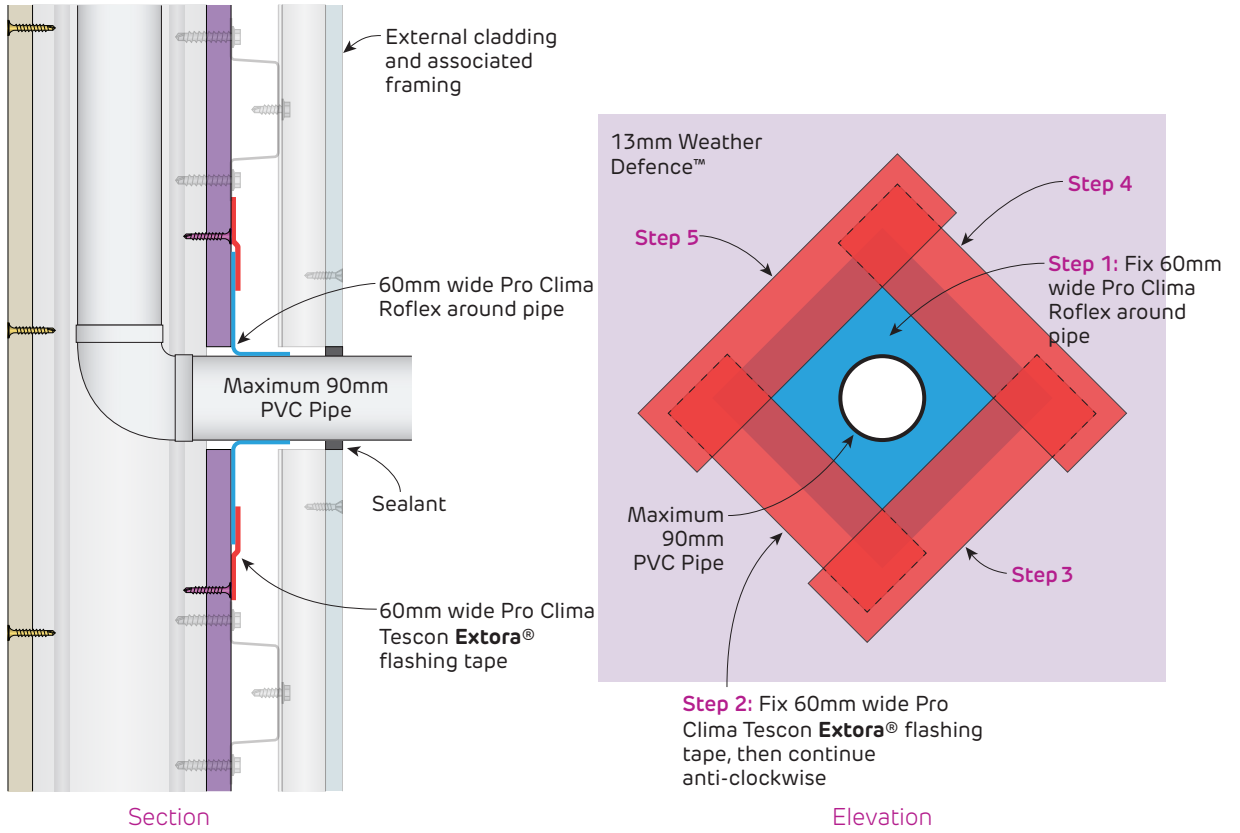 External cladding
and associated
framing
60mm wide Pro Clima
Roflex around pipe
Maximum 90mm
PVC Pipe
Sealant
60mm wide Pro Clima
Tescon Extora®
flashing tape
Section
13mm Weather
Defence™
Step 4
Step 5
Step 1: Fix 60mm
wide Pro Clima
Roflex around
pipe
Maximum
90mm
PVC Pipe
Step 3
Step 2: Fix 60mm wide Pro
Clima Tescon Extora® flashing
tape, then continue
anti-clockwise
Elevation